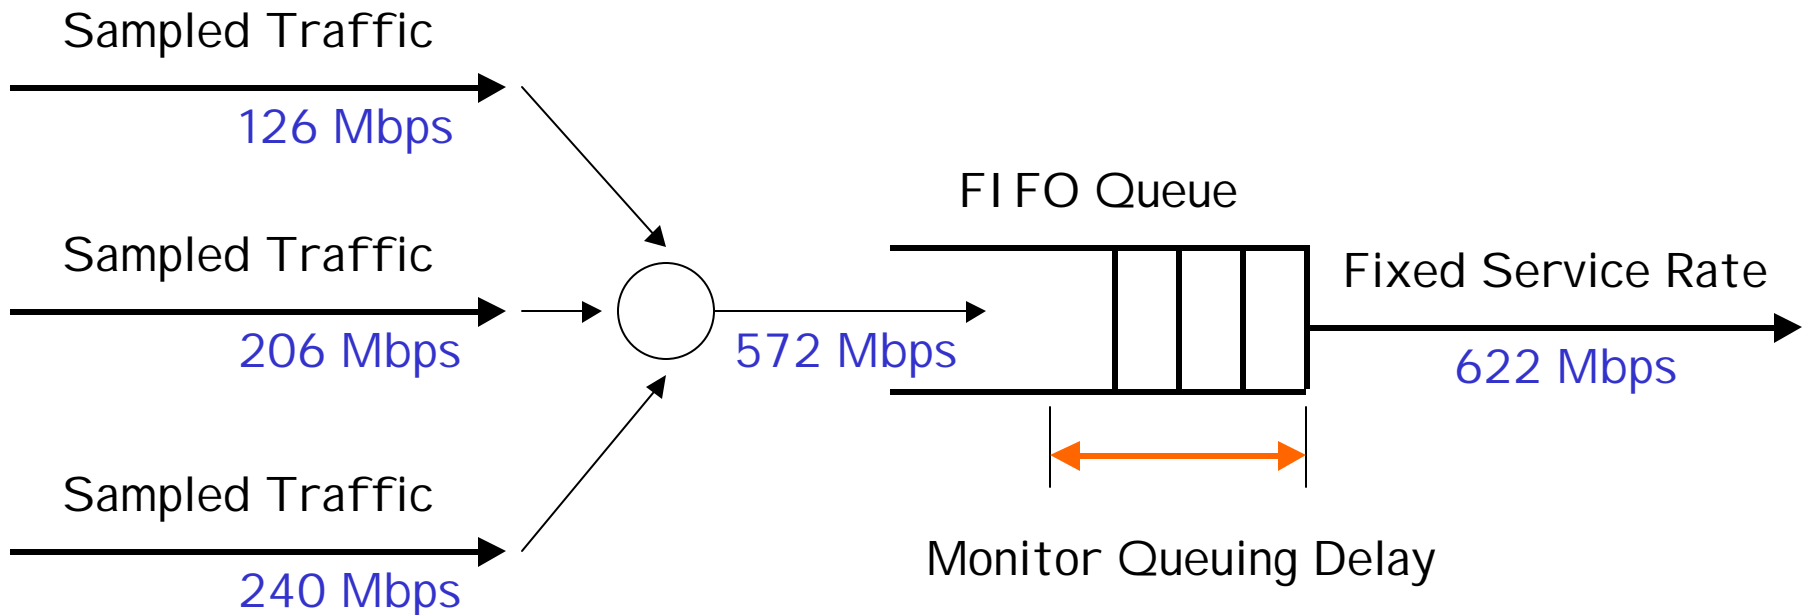 Sampled Traffic
126 Mbps
Sampled Traffic
206 Mbps
Sampled Traffic
240 Mbps
572 Mbps
FIFO Queue
Fixed Service Rate
622 Mbps
Monitor Queuing Delay